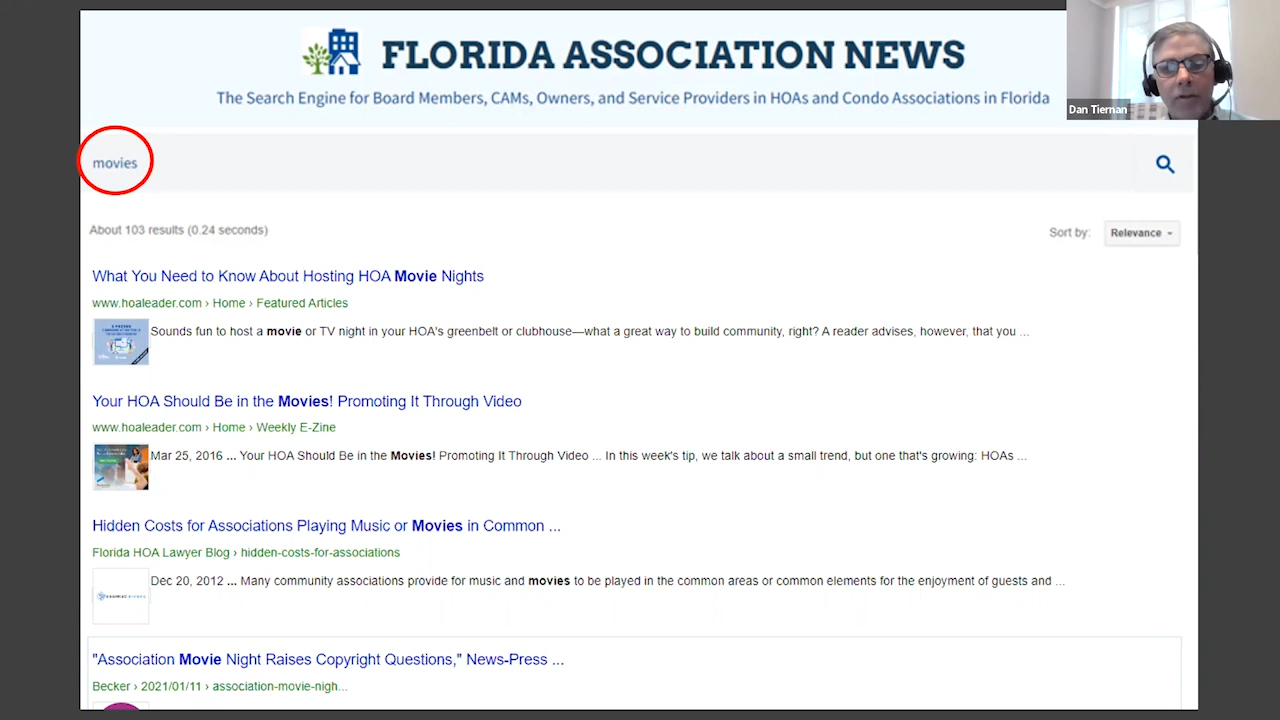 FLORIDA ASSOCIATION NEWS
The Search Engine for Board Members, CAMs, Owners, and Service Providers in HOAs and Condo Associations in Florida
Dan Tiernan
movies
About 103 results (0.24 seconds)
Sort by: Relevance
What You Need to Know About Hosting HOA Movie Nights
www.hoaleader.com › Home › Featured Articles
Sounds fun to host a movie or TV night in your HOA's greenbelt or clubhouse—what a great way to build community, right? A reader advises, however, that you ...
Your HOA Should Be in the Movies! Promoting It Through Video
www.hoaleader.com › Home › Weekly E-Zine
Mar 25, 2016 ... Your HOA Should Be in the Movies! Promoting It Through Video ... In this week's tip, we talk about a small trend, but one that's growing: HOAs ...
Hidden Costs for Associations Playing Music or Movies in Common ...
Florida HOA Lawyer Blog › hidden-costs-for-associations
Dec 20, 2012 ... Many community associations provide for music and movies to be played in the common areas or common elements for the enjoyment of guests and ...
"Association Movie Night Raises Copyright Questions," News-Press ...
Becker › 2021/01/11 › association-movie-nigh...